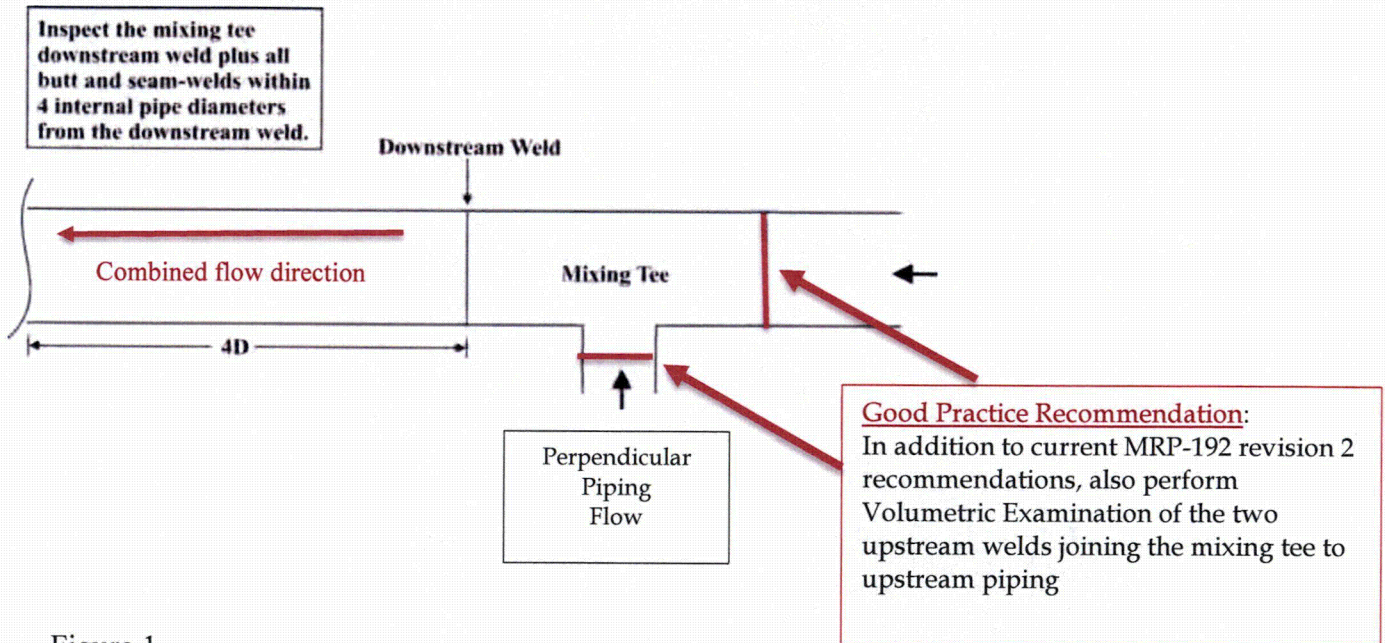 Inspect the mixing tee
downstream weld plus all
butt and seam-welds within
4 internal pipe diameters
from the downstream weld.
Downstream Weld
Combined flow direction
Mixing Tee
4D
Perpendicular
Piping
Flow
Good Practice Recommendation:
In addition to current MRP-192 revision 2
recommendations, also perform
Volumetric Examination of the two
upstream welds joining the mixing tee to
upstream piping
Figure 1